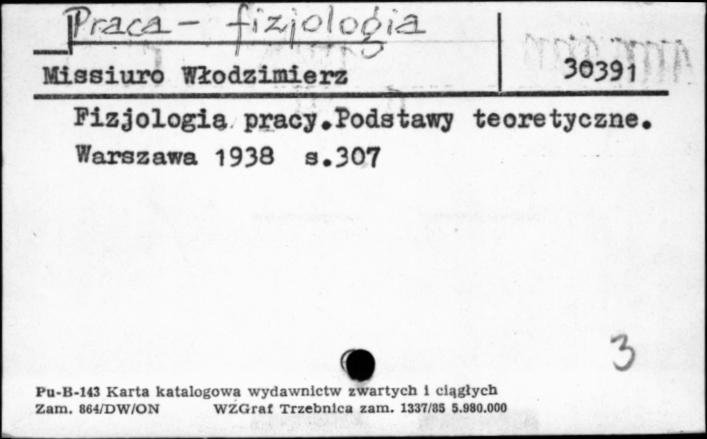 Praca - fizjologia
Missiuro Włodzimierz 30391
Fizjologia pracy.Podstawy teoretyczne.
Warszawa 1938 s.307
3
Pu-B-143 Karta katalogowa wydawnictw zwartych i ciągłych
Zam. 864/DW/ON WZGraf Trzebnica zam. 1337/85 5.980.000